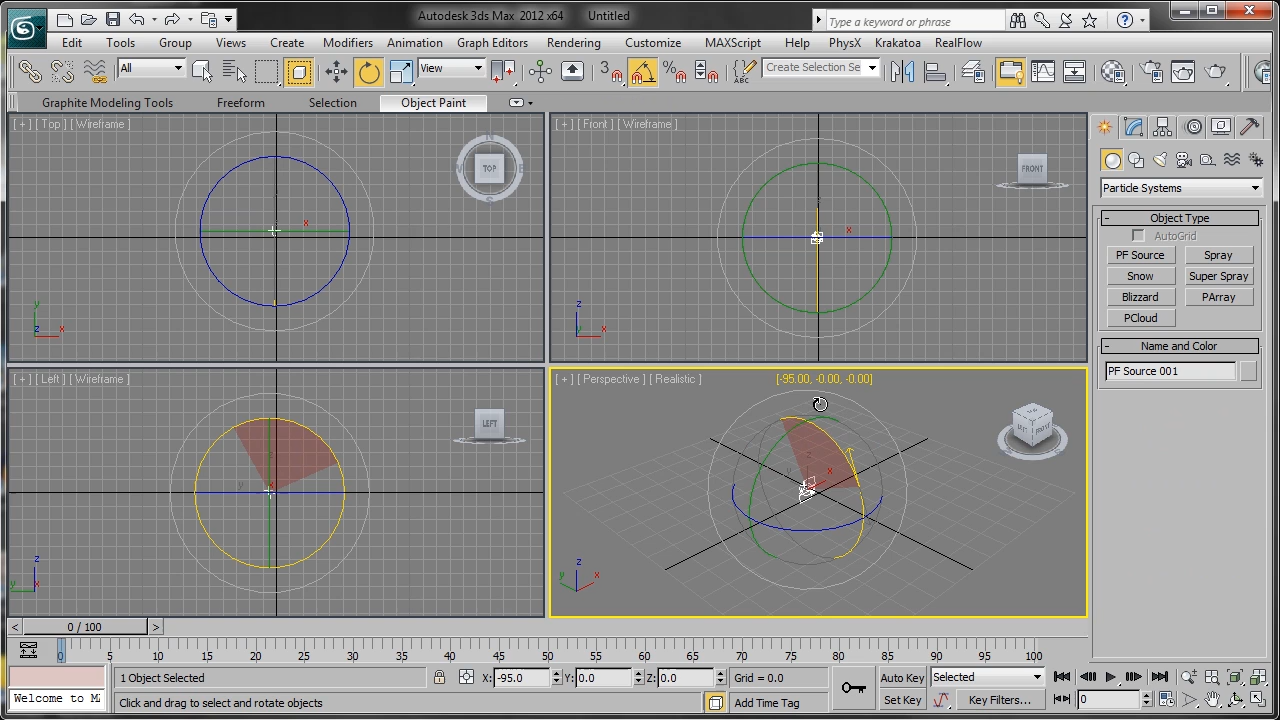 Autodesk 3ds Max 2012 x64 Untitled
Type a keyword or phrase
Edit Tools Group Views Create Modifiers Animation Graph Editors Rendering Customize MAXScript Help PhysX Krakatoa RealFlow
All View 3 ABC Create Selection Se
Graphite Modeling Tools Freeform Selection Object Paint
[ + ] [ Top ] [ Wireframe ]
N
TOP
S
x
y
z x
[ + ] [ Front ] [ Wireframe ]
FRONT
x
z
y x
Particle Systems
- Object Type
AutoGrid
PF Source Spray
Snow Super Spray
Blizzard PArray
PCloud
- Name and Color
PF Source 001
[ + ] [ Left ] [ Wireframe ]
LEFT
y
z
y x
[ + ] [ Perspective ] [ Realistic ]
[-95.00, -0.00, -0.00]
FRONT
z
y x
z
y x
< 0 / 100 >
0 5 10 15 20 25 30 35 40 45 50 55 60 65 70 75 80 85 90 95 100
1 Object Selected X: -95.0 Y: 0.0 Z: 0.0 Grid = 0.0 Auto Key Selected
Welcome to M
Click and drag to select and rotate objects Add Time Tag Set Key Key Filters... 0